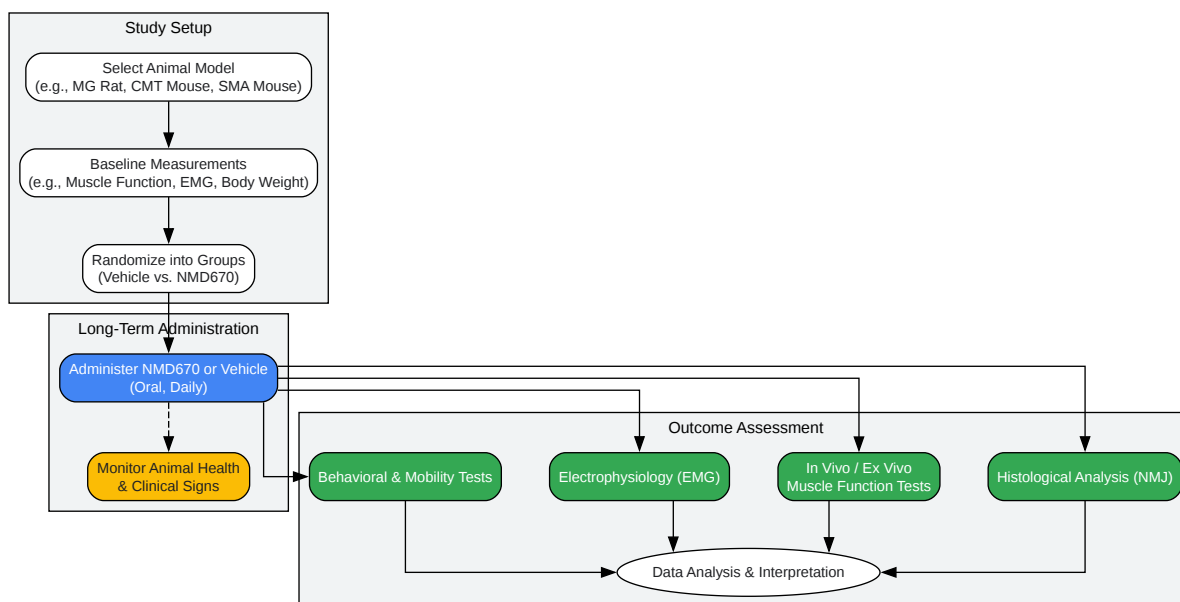 Study Setup
Select Animal Model
(e.g., MG Rat, CMT Mouse, SMA Mouse)
Baseline Measurements
(e.g., Muscle Function, EMG, Body Weight)
Randomize into Groups
(Vehicle vs. NMD670)
Long-Term Administration
Administer NMD670 or Vehicle
(Oral, Daily)
Monitor Animal Health
& Clinical Signs
Outcome Assessment
Behavioral & Mobility Tests
Electrophysiology (EMG)
In Vivo / Ex Vivo
Muscle Function Tests
Histological Analysis (NMJ)
Data Analysis & Interpretation